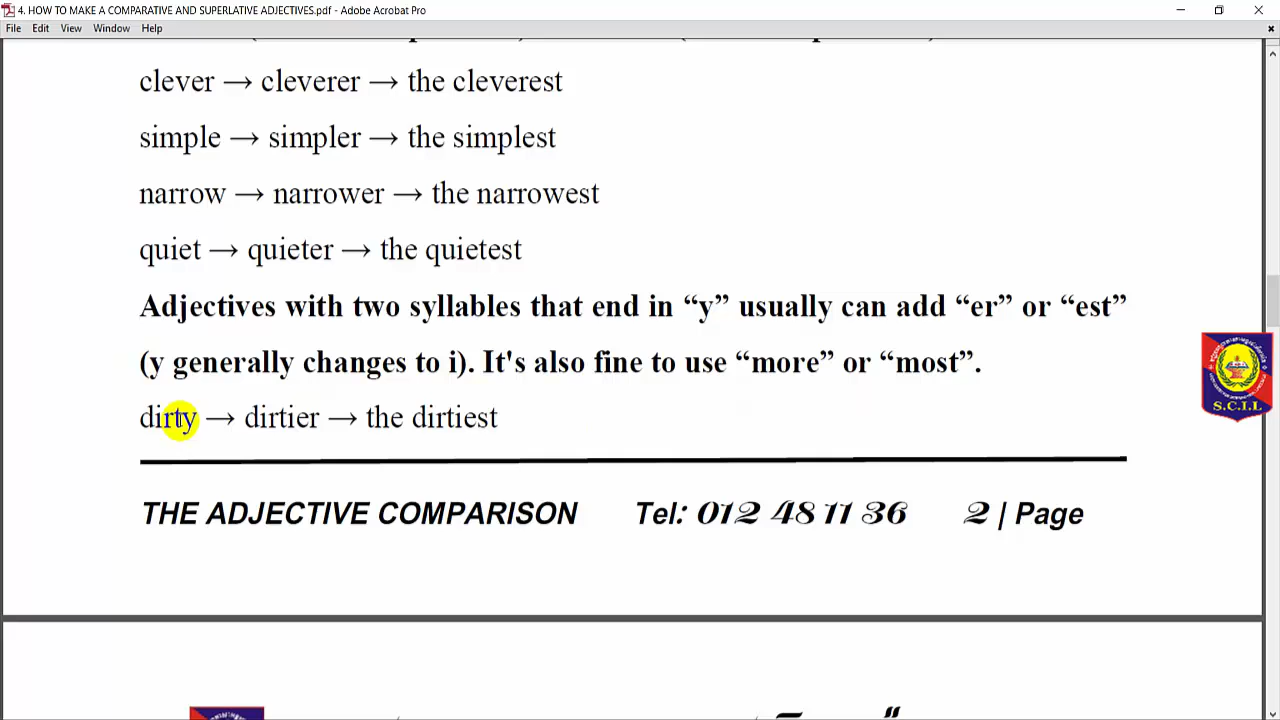 4. HOW TO MAKE A COMPARATIVE AND SUPERLATIVE ADJECTIVES.pdf - Adobe Acrobat Pro
File Edit View Window Help
clever → cleverer → the cleverest
simple → simpler → the simplest
narrow → narrower → the narrowest
quiet → quieter → the quietest
Adjectives with two syllables that end in “y” usually can add “er” or “est”
(y generally changes to i). It's also fine to use “more” or “most”.
S.C.I.L
dirty → dirtier → the dirtiest
THE ADJECTIVE COMPARISON Tel: 012 48 11 36 2 | Page